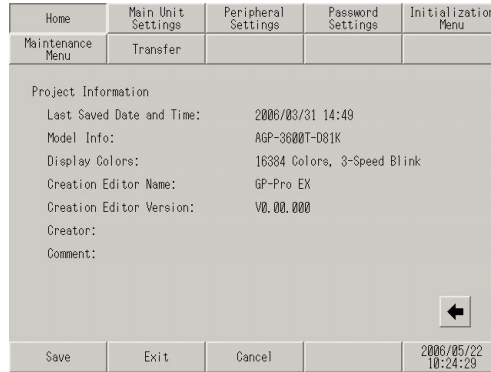 Home
Main Unit
Settings
Peripheral
Settings
Password
Settings
Initialization
Menu
Maintenance
Menu
Transfer
Project Information
Last Saved Date and Time: 2006/03/31 14:49
Model Info: AGP-3600T-D81K
Display Colors: 16384 Colors, 3-Speed Blink
Creation Editor Name: GP-Pro EX
Creation Editor Version: V0.00.000
Creator:
Comment:
Save
Exit
Cancel
2006/05/22
10:24:29